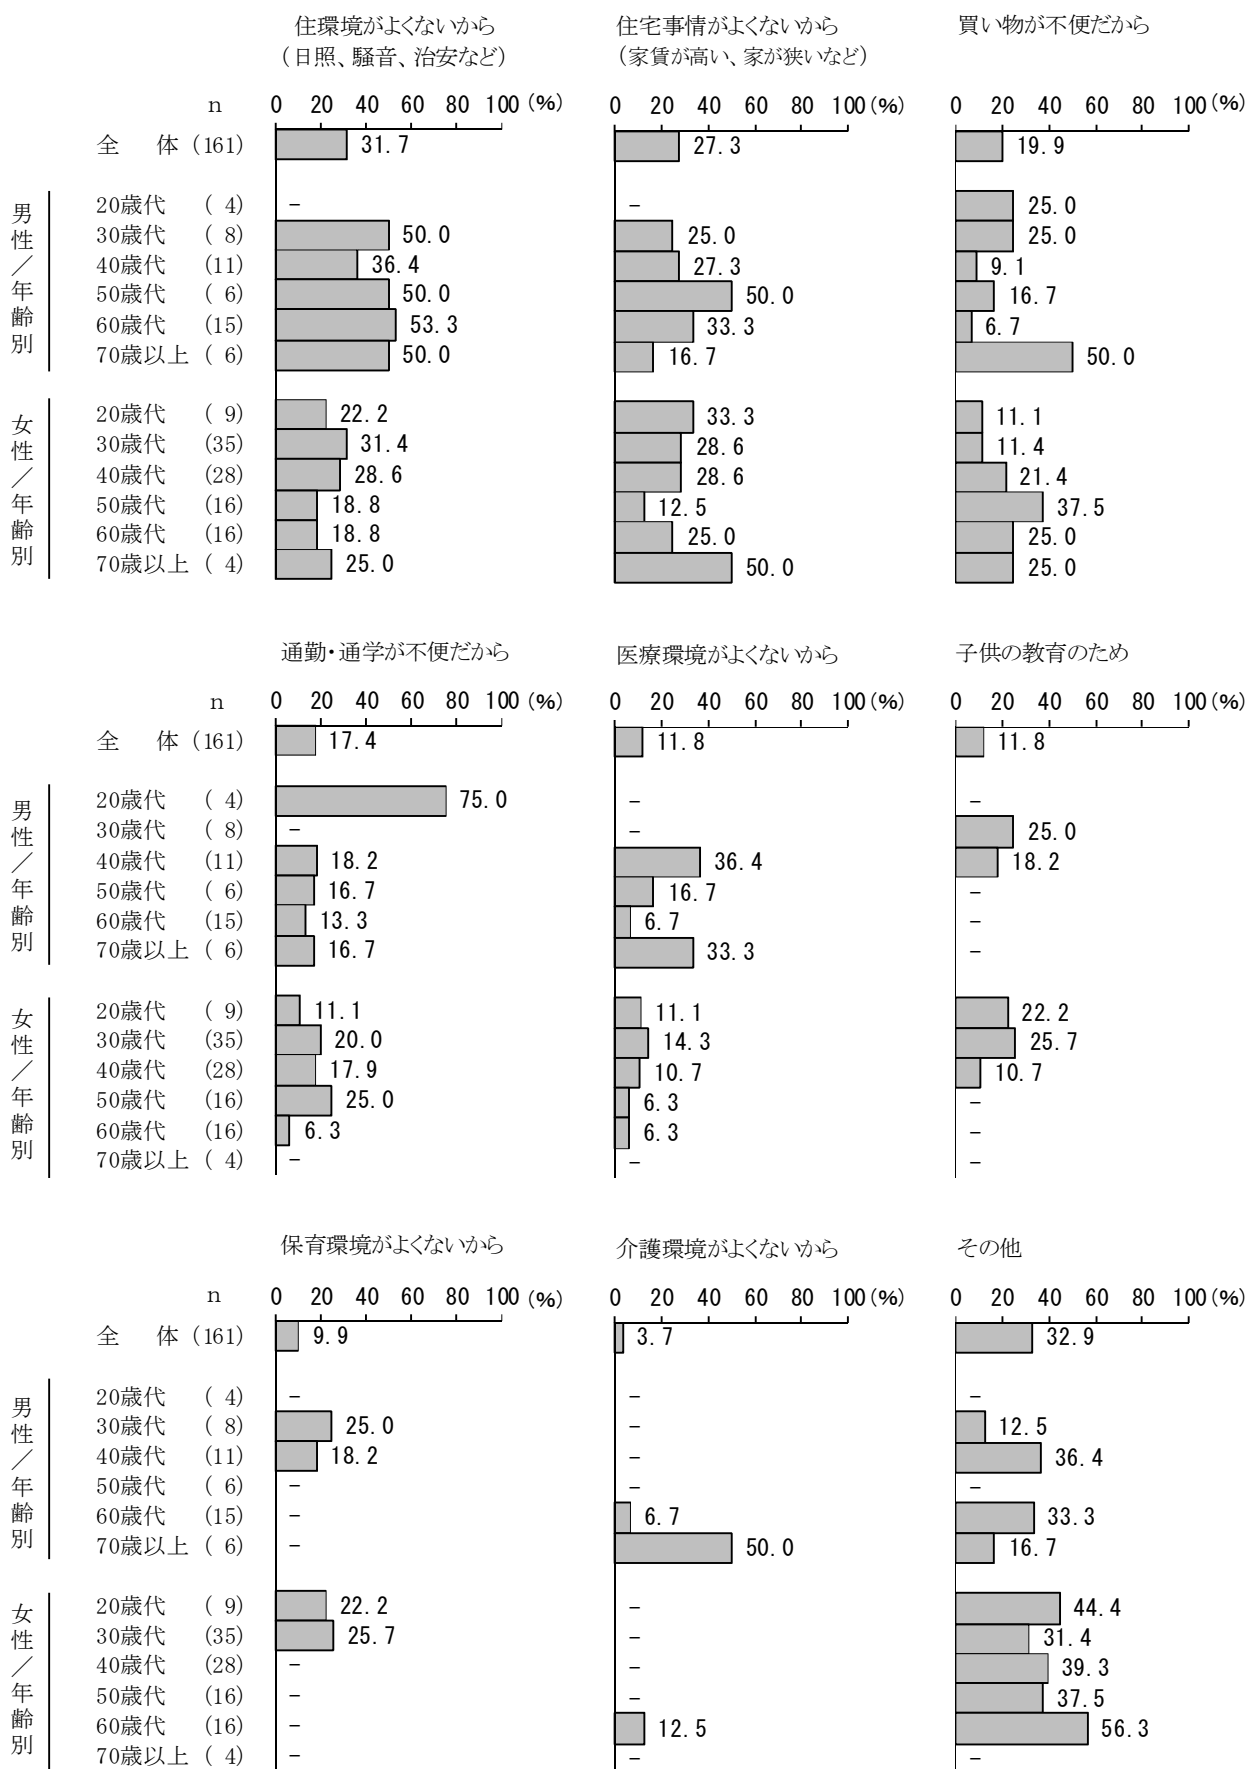 住環境がよくないから 住宅事情がよくないから 買い物が不便だから
(日照、騒音、治安など) (家賃が高い、家が狭いなど)
n 0 20 40 60 80 100 (%) 0 20 40 60 80 100 (%) 0 20 40 60 80 100 (%)
全 体 (161) 31.7 27.3 19.9
男性／年齢別
20歳代 ( 4) − − 25.0
30歳代 ( 8) 50.0 25.0 25.0
40歳代 (11) 36.4 27.3 9.1
50歳代 ( 6) 50.0 50.0 16.7
60歳代 (15) 53.3 33.3 6.7
70歳以上 ( 6) 50.0 16.7 50.0
女性／年齢別
20歳代 ( 9) 22.2 33.3 11.1
30歳代 (35) 31.4 28.6 11.4
40歳代 (28) 28.6 28.6 21.4
50歳代 (16) 18.8 12.5 37.5
60歳代 (16) 18.8 25.0 25.0
70歳以上 ( 4) 25.0 50.0 25.0
通勤・通学が不便だから 医療環境がよくないから 子供の教育のため
n 0 20 40 60 80 100 (%) 0 20 40 60 80 100 (%) 0 20 40 60 80 100 (%)
全 体 (161) 17.4 11.8 11.8
男性／年齢別
20歳代 ( 4) 75.0 − −
30歳代 ( 8) − − 25.0
40歳代 (11) 18.2 36.4 18.2
50歳代 ( 6) 16.7 16.7 −
60歳代 (15) 13.3 6.7 −
70歳以上 ( 6) 16.7 33.3 −
女性／年齢別
20歳代 ( 9) 11.1 11.1 22.2
30歳代 (35) 20.0 14.3 25.7
40歳代 (28) 17.9 10.7 10.7
50歳代 (16) 25.0 6.3 −
60歳代 (16) 6.3 6.3 −
70歳以上 ( 4) − − −
保育環境がよくないから 介護環境がよくないから その他
n 0 20 40 60 80 100 (%) 0 20 40 60 80 100 (%) 0 20 40 60 80 100 (%)
全 体 (161) 9.9 3.7 32.9
男性／年齢別
20歳代 ( 4) − − −
30歳代 ( 8) 25.0 − 12.5
40歳代 (11) 18.2 − 36.4
50歳代 ( 6) − − −
60歳代 (15) − 6.7 33.3
70歳以上 ( 6) − 50.0 16.7
女性／年齢別
20歳代 ( 9) 22.2 − 44.4
30歳代 (35) 25.7 − 31.4
40歳代 (28) − − 39.3
50歳代 (16) − − 37.5
60歳代 (16) − 12.5 56.3
70歳以上 ( 4) − − −